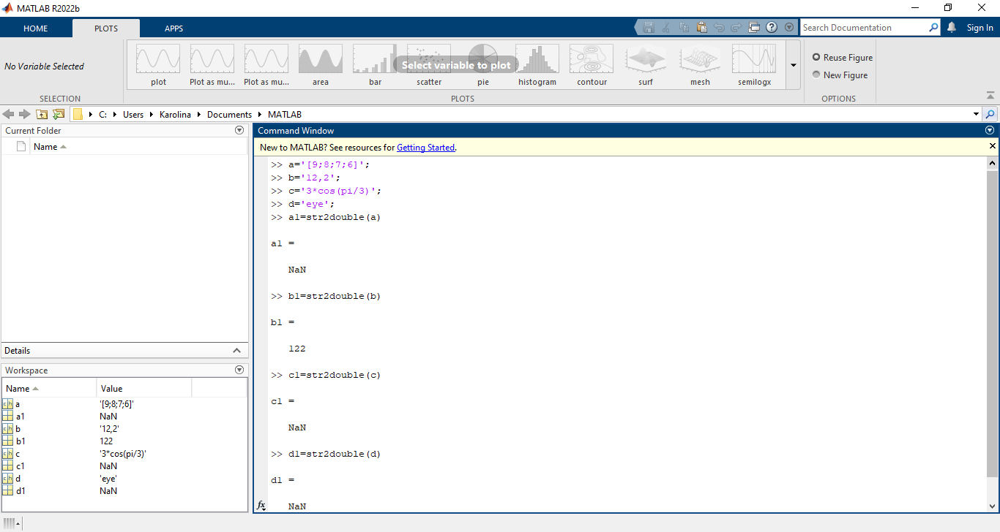 MATLAB R2022b
HOME PLOTS APPS
Search Documentation Sign In
No Variable Selected
plot Plot as mu... Plot as mu... area bar scatter pie histogram contour surf mesh semilogx
Select variable to plot
Reuse Figure
New Figure
SELECTION PLOTS OPTIONS
C: Users Karolina Documents MATLAB
Current Folder
Name
Details
Workspace
Name Value
a '[9;8;7;6]'
a1 NaN
b '12,2'
b1 122
c '3*cos(pi/3)'
c1 NaN
d 'eye'
d1 NaN
Command Window
New to MATLAB? See resources for Getting Started.
>> a='[9;8;7;6]';
>> b='12,2';
>> c='3*cos(pi/3)';
>> d='eye';
>> a1=str2double(a)
a1 =
NaN
>> b1=str2double(b)
b1 =
122
>> c1=str2double(c)
c1 =
NaN
>> d1=str2double(d)
d1 =
NaN
fx